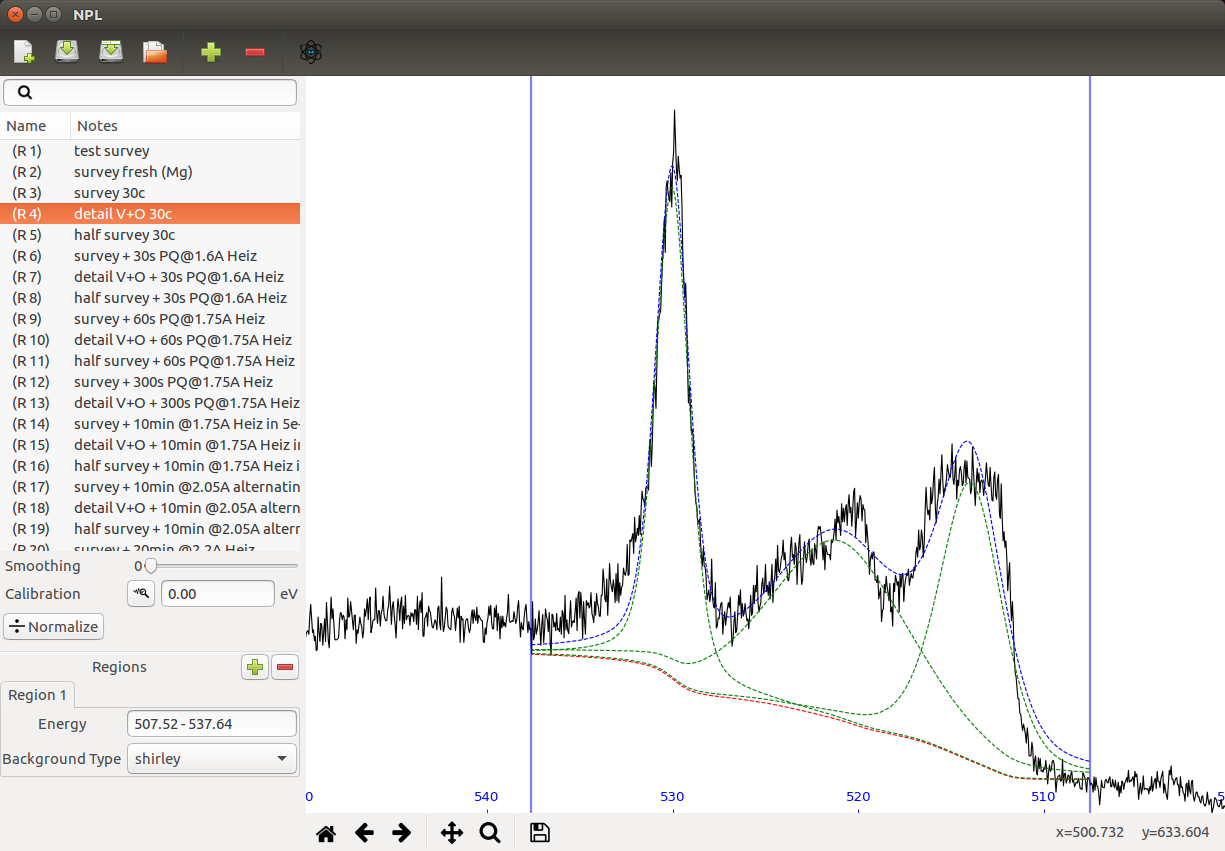 NPL
Name Notes
(R 1) test survey
(R 2) survey fresh (Mg)
(R 3) survey 30c
(R 4) detail V+O 30c
(R 5) half survey 30c
(R 6) survey + 30s PQ@1.6A Heiz
(R 7) detail V+O + 30s PQ@1.6A Heiz
(R 8) half survey + 30s PQ@1.6A Heiz
(R 9) survey + 60s PQ@1.75A Heiz
(R 10) detail V+O + 60s PQ@1.75A Heiz
(R 11) half survey + 60s PQ@1.75A Heiz
(R 12) survey + 300s PQ@1.75A Heiz
(R 13) detail V+O + 300s PQ@1.75A Heiz
(R 14) survey + 10min @1.75A Heiz in 5e-
(R 15) detail V+O + 10min @1.75A Heiz i
(R 16) half survey + 10min @1.75A Heiz i
(R 17) survey + 10min @2.05A alternatin
(R 18) detail V+O + 10min @2.05A altern
(R 19) half survey + 10min @2.05A altern
(R 20) survey + 20min @2.2A Heiz
Smoothing 0
Calibration 0.00 eV
÷ Normalize
Regions
Region 1
Energy 507.52 - 537.64
Background Type shirley
0 540 530 520 510 5
x=500.732 y=633.604